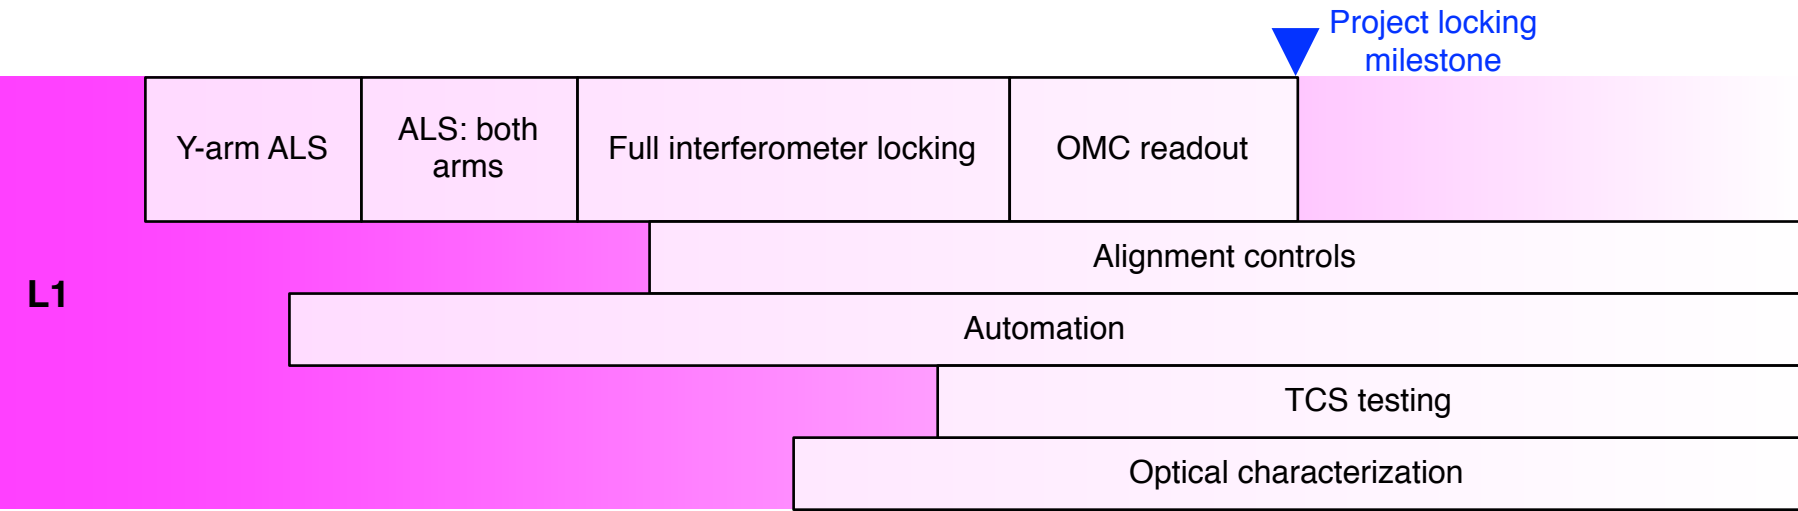 Project locking
milestone
Y-arm ALS
ALS: both
arms
Full interferometer locking
OMC readout
Alignment controls
L1
Automation
TCS testing
Optical characterization